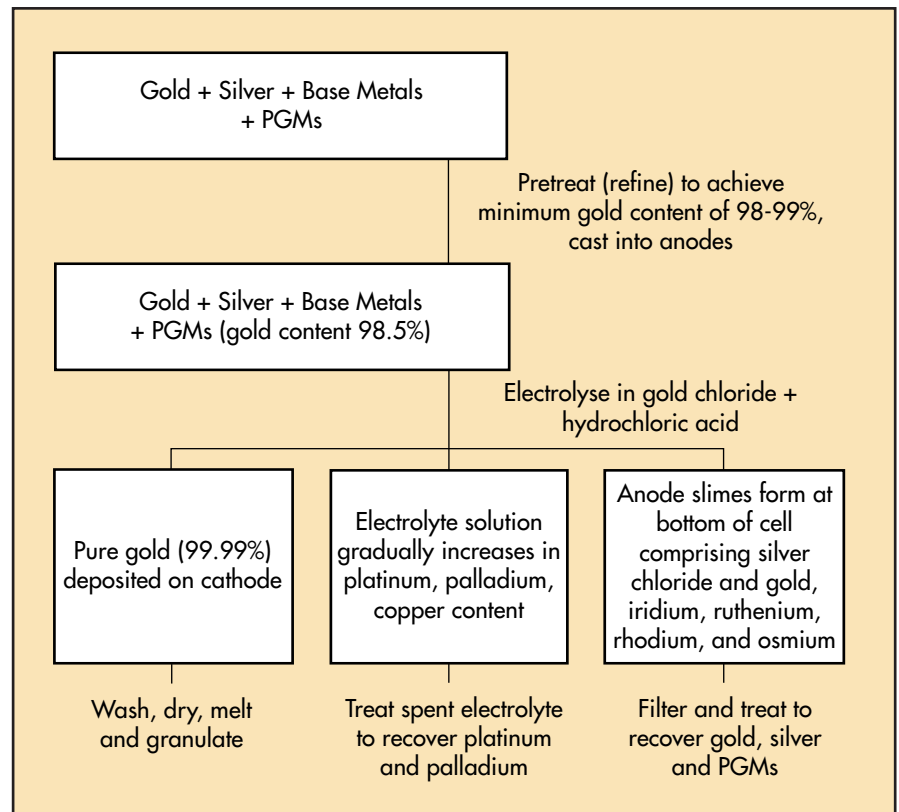 Gold + Silver + Base Metals
+ PGMs
Pretreat (refine) to achieve
minimum gold content of 98-99%,
cast into anodes
Gold + Silver + Base Metals
+ PGMs (gold content 98.5%)
Electrolyse in gold chloride +
hydrochloric acid
Pure gold (99.99%)
deposited on cathode
Electrolyte solution
gradually increases in
platinum, palladium,
copper content
Anode slimes form at
bottom of cell
comprising silver
chloride and gold,
iridium, ruthenium,
rhodium, and osmium
Wash, dry, melt
and granulate
Treat spent electrolyte
to recover platinum
and palladium
Filter and treat to
recover gold, silver
and PGMs